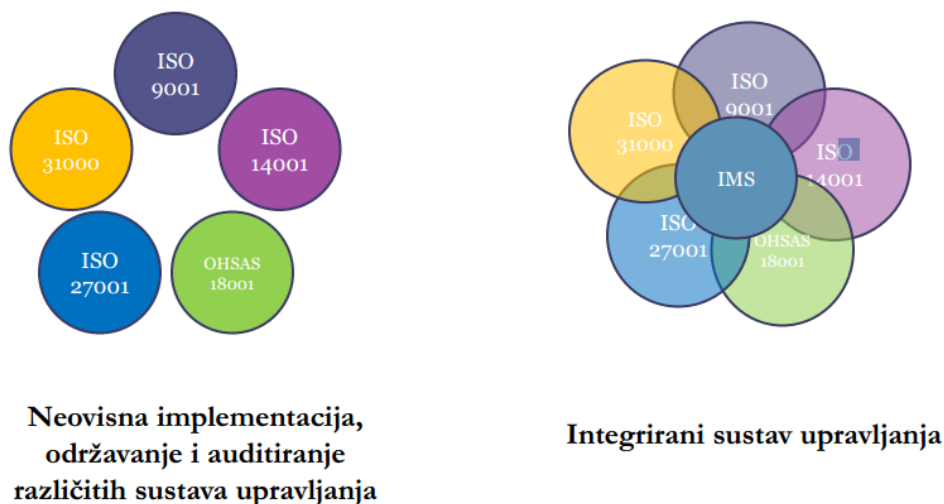 ISO
9001
ISO
31000
ISO
14001
ISO
27001
OHSAS
18001
Neovisna implementacija,
održavanje i auditiranje
različitih sustava upravljanja
ISO
9001
ISO
31000
ISO
14001
IMS
ISO
27001
OHSAS
18001
Integrirani sustav upravljanja